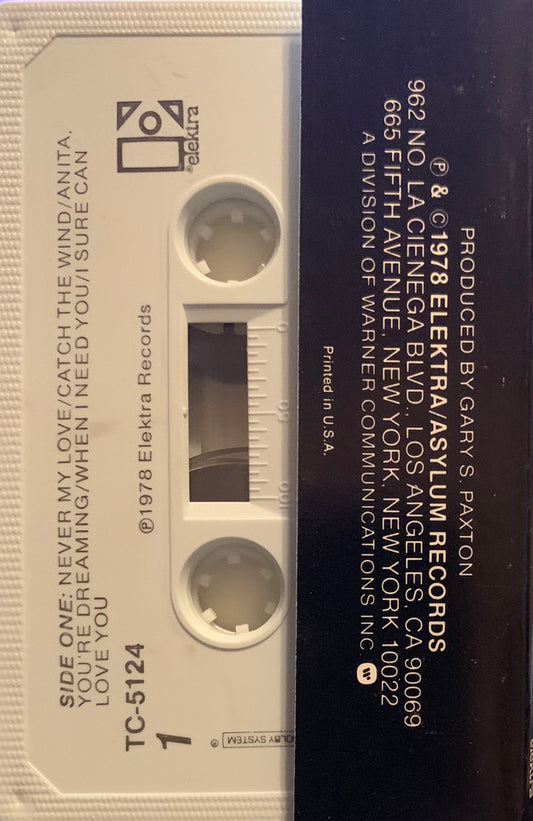 SIDE ONE: NEVER MY LOVE/CATCH THE WIND/ANITA,
YOU'RE DREAMING/WHEN I NEED YOU/I SURE CAN
LOVE YOU
TC-5124
1
℗1978 Elektra Records
®elektra
DOLBY SYSTEM ®
0 50 100
PRODUCED BY GARY S. PAXTON
℗ & ©1978 ELEKTRA/ASYLUM RECORDS
962 NO. LA CIENEGA BLVD., LOS ANGELES, CA 90069
665 FIFTH AVENUE, NEW YORK, NEW YORK 10022
A DIVISION OF WARNER COMMUNICATIONS INC.
Printed in U.S.A.